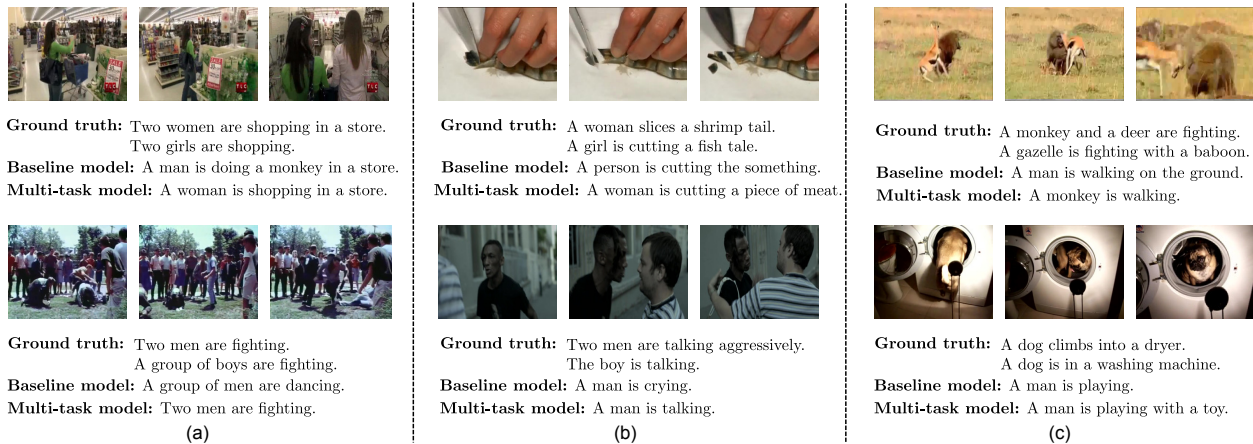 SALE
TLC
SALE
TLC
TLC
Ground truth: Two women are shopping in a store.
Two girls are shopping.
Baseline model: A man is doing a monkey in a store.
Multi-task model: A woman is shopping in a store.
Ground truth: Two men are fighting.
A group of boys are fighting.
Baseline model: A group of men are dancing.
Multi-task model: Two men are fighting.
(a)
Ground truth: A woman slices a shrimp tail.
A girl is cutting a fish tale.
Baseline model: A person is cutting the something.
Multi-task model: A woman is cutting a piece of meat.
Ground truth: Two men are talking aggressively.
The boy is talking.
Baseline model: A man is crying.
Multi-task model: A man is talking.
(b)
Ground truth: A monkey and a deer are fighting.
A gazelle is fighting with a baboon.
Baseline model: A man is walking on the ground.
Multi-task model: A monkey is walking.
Ground truth: A dog climbs into a dryer.
A dog is in a washing machine.
Baseline model: A man is playing.
Multi-task model: A man is playing with a toy.
(c)